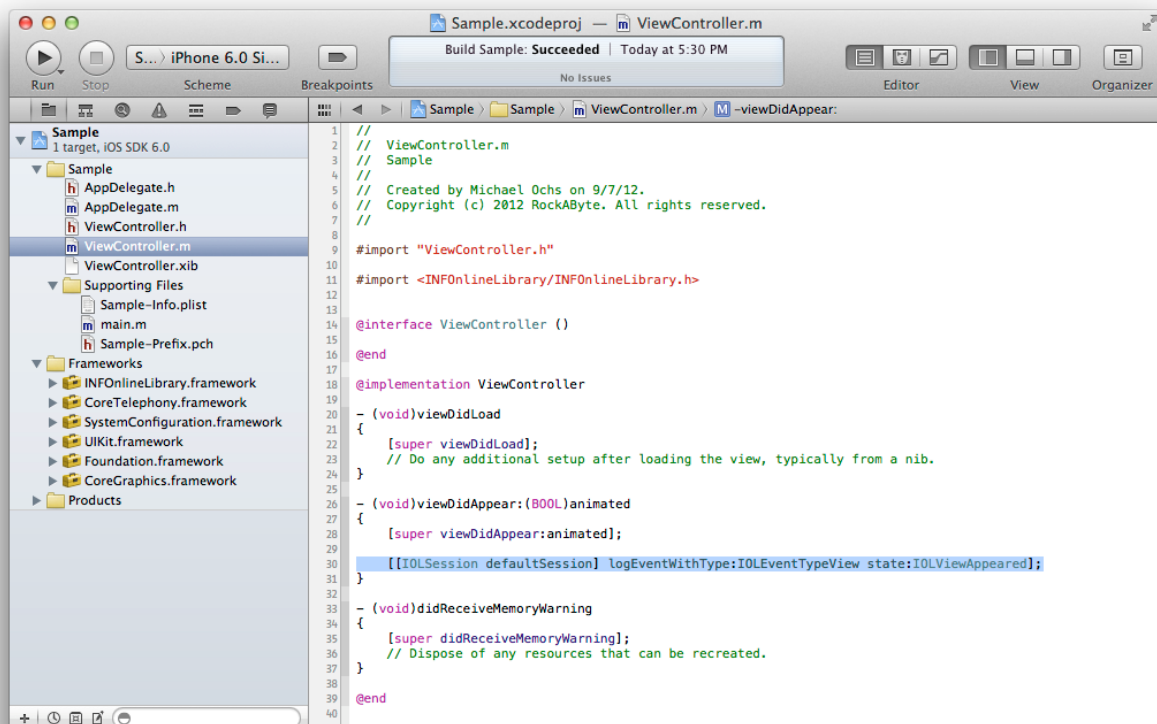 Sample.xcodeproj — m ViewController.m
Run
Stop
S... iPhone 6.0 Si...
Scheme
Breakpoints
Build Sample: Succeeded | Today at 5:30 PM
No Issues
Editor
View
Organizer
Sample
1 target, iOS SDK 6.0
Sample
h AppDelegate.h
m AppDelegate.m
h ViewController.h
m ViewController.m
ViewController.xib
Supporting Files
Sample-Info.plist
m main.m
h Sample-Prefix.pch
Frameworks
INFOnlineLibrary.framework
CoreTelephony.framework
SystemConfiguration.framework
UIKit.framework
Foundation.framework
CoreGraphics.framework
Products
Sample Sample m ViewController.m M -viewDidAppear:
1 //
2 // ViewController.m
3 // Sample
4 //
5 // Created by Michael Ochs on 9/7/12.
6 // Copyright (c) 2012 RockAByte. All rights reserved.
7 //
8
9 #import "ViewController.h"
10
11 #import <INFOnlineLibrary/INFOnlineLibrary.h>
12
13
14 @interface ViewController ()
15
16 @end
17
18 @implementation ViewController
19
20 - (void)viewDidLoad
21 {
22 [super viewDidLoad];
23 // Do any additional setup after loading the view, typically from a nib.
24 }
25
26 - (void)viewDidAppear:(BOOL)animated
27 {
28 [super viewDidAppear:animated];
29
30 [[IOLSession defaultSession] logEventWithType:IOLEventTypeView state:IOLViewAppeared];
31 }
32
33 - (void)didReceiveMemoryWarning
34 {
35 [super didReceiveMemoryWarning];
36 // Dispose of any resources that can be recreated.
37 }
38
39 @end
40